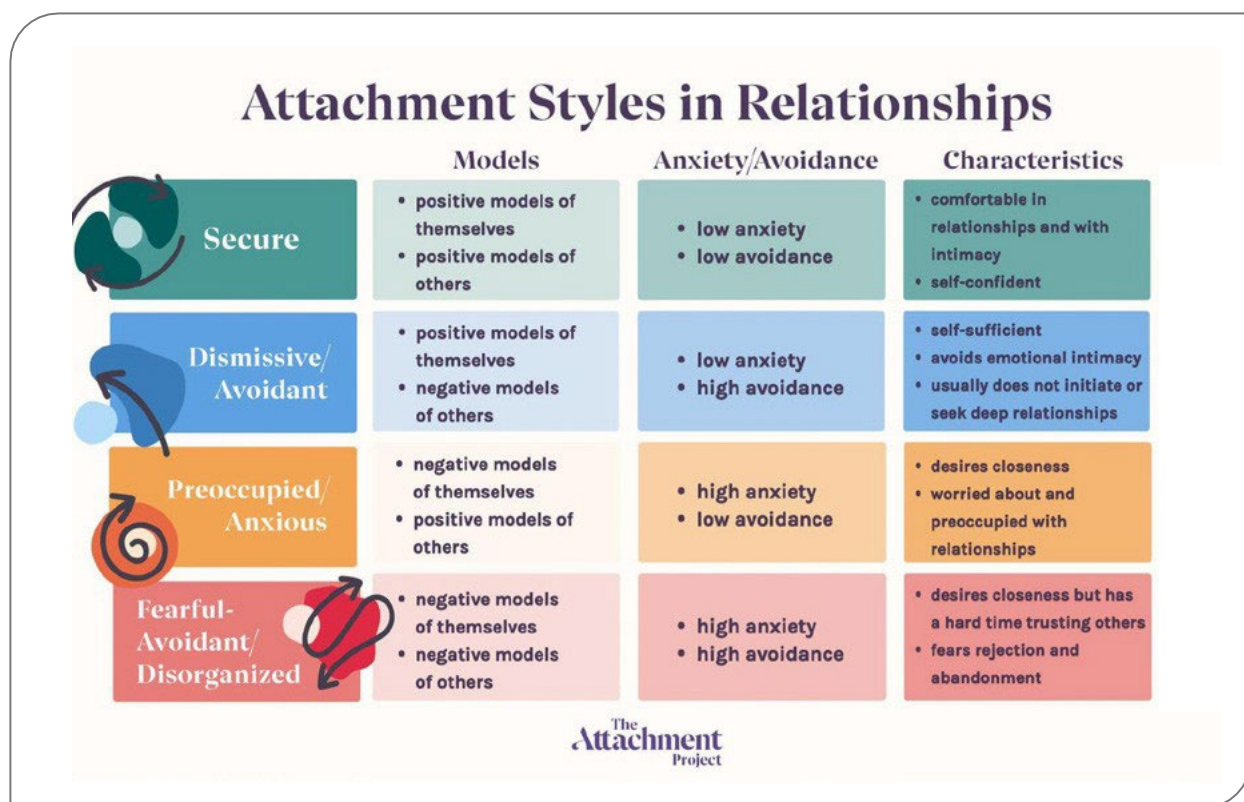 Attachment Styles in Relationships
Models
Anxiety/Avoidance
Characteristics
Secure
• positive models of
themselves
• positive models of
others
• low anxiety
• low avoidance
• comfortable in
relationships and with
intimacy
• self-confident
Dismissive/
Avoidant
• positive models of
themselves
• negative models
of others
• low anxiety
• high avoidance
• self-sufficient
• avoids emotional intimacy
• usually does not initiate or
seek deep relationships
Preoccupied/
Anxious
• negative models
of themselves
• positive models of
others
• high anxiety
• low avoidance
• desires closeness
• worried about and
preoccupied with
relationships
Fearful-
Avoidant/
Disorganized
• negative models
of themselves
• negative models
of others
• high anxiety
• high avoidance
• desires closeness but has
a hard time trusting others
• fears rejection and
abandonment
The
Attachment
Project